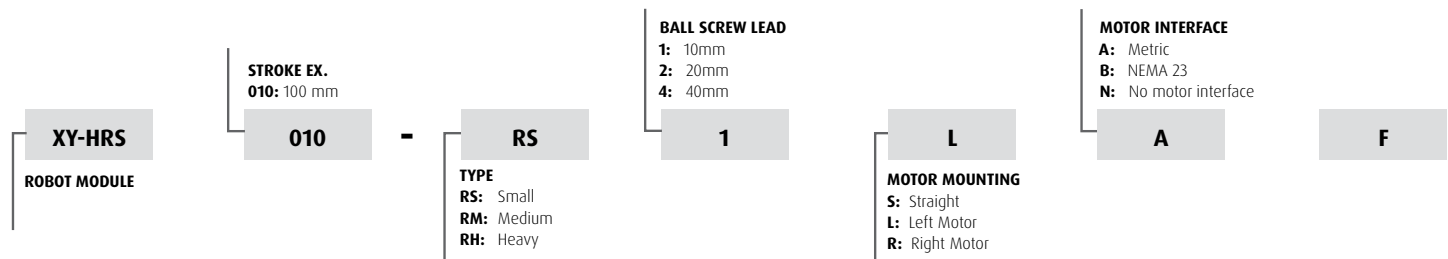 BALL SCREW LEAD
1: 10mm
2: 20mm
4: 40mm
MOTOR INTERFACE
A: Metric
B: NEMA 23
N: No motor interface
STROKE EX.
010: 100 mm
XY-HRS 010 - RS 1 L A F
ROBOT MODULE
TYPE
RS: Small
RM: Medium
RH: Heavy
MOTOR MOUNTING
S: Straight
L: Left Motor
R: Right Motor